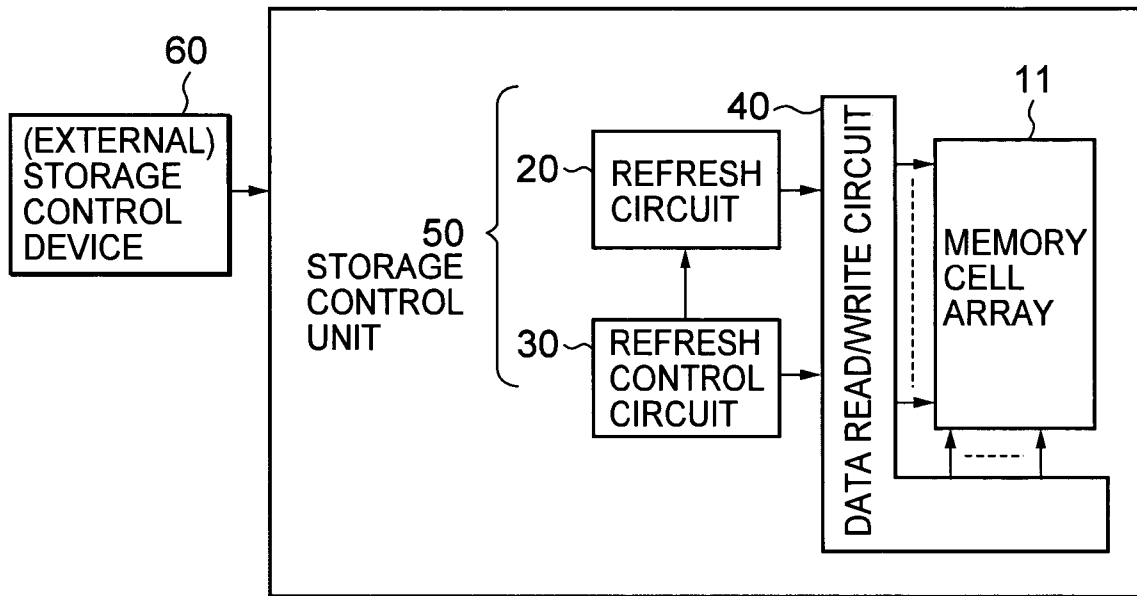 60
(EXTERNAL)
STORAGE
CONTROL
DEVICE
50
STORAGE
CONTROL
UNIT
20
REFRESH
CIRCUIT
30
REFRESH
CONTROL
CIRCUIT
40
DATA READ/WRITE CIRCUIT
11
MEMORY
CELL
ARRAY